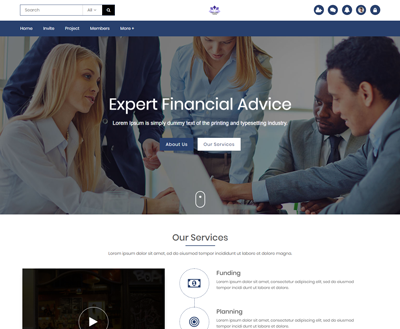 Search
All
Home Invite Project Members More
Expert Financial Advice
Lorem Ipsum is simply dummy text of the printing and typesetting industry.
About Us Our Services
Our Services
Lorem ipsum dolor sit amet, consectetur adipiscing elit, ad do eiusmod tempor incididunt ut labore et dolore magna.
Funding
Lorem ipsum dolor sit amet, consectetur adipiscing elit, sed do eiusmod
tempor incididunt ut labore et dolore.
Planning
Lorem ipsum dolor sit amet, consectetur adipiscing elit, sed do eiusmod
tempor incididunt ut labore et dolore.